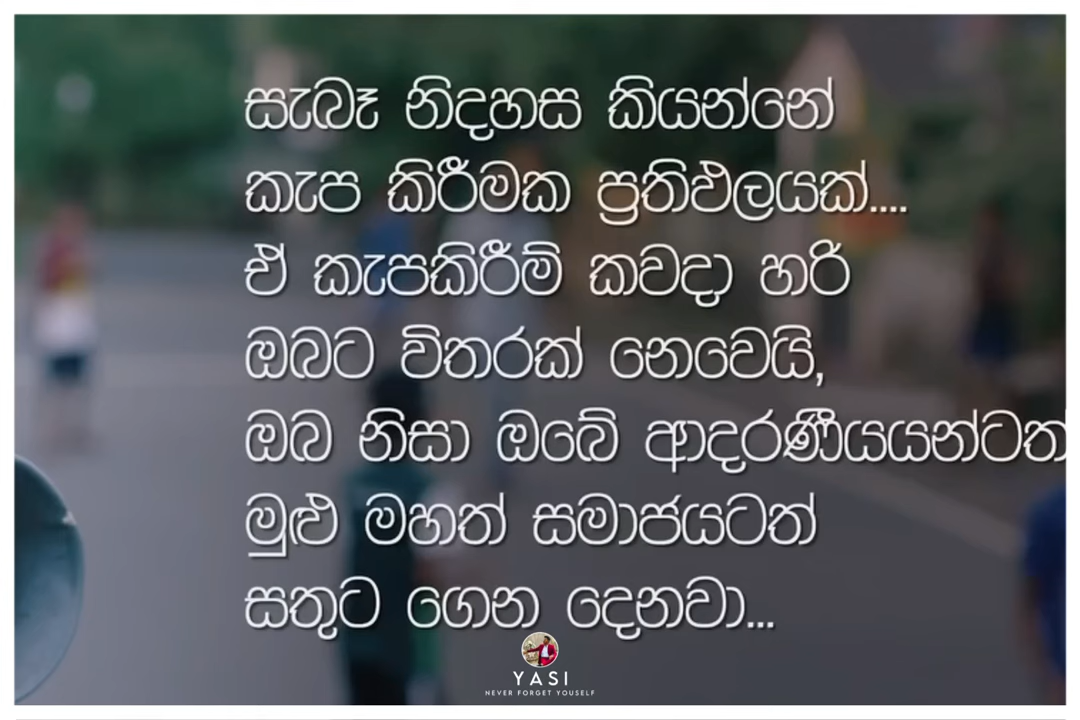 සැබෑ නිදහස කියන්නේ
කැප කිරීමක ප්‍රතිඵලයක්....
ඒ කැපකිරීම් කවදා හරි
ඔබට විතරක් නෙවෙයි,
ඔබ නිසා ඔබේ ආදරණීයයන්ටත්
මුළු මහත් සමාජයටත්
සතුට ගෙන දෙනවා...
YASI
NEVER FORGET YOUSELF